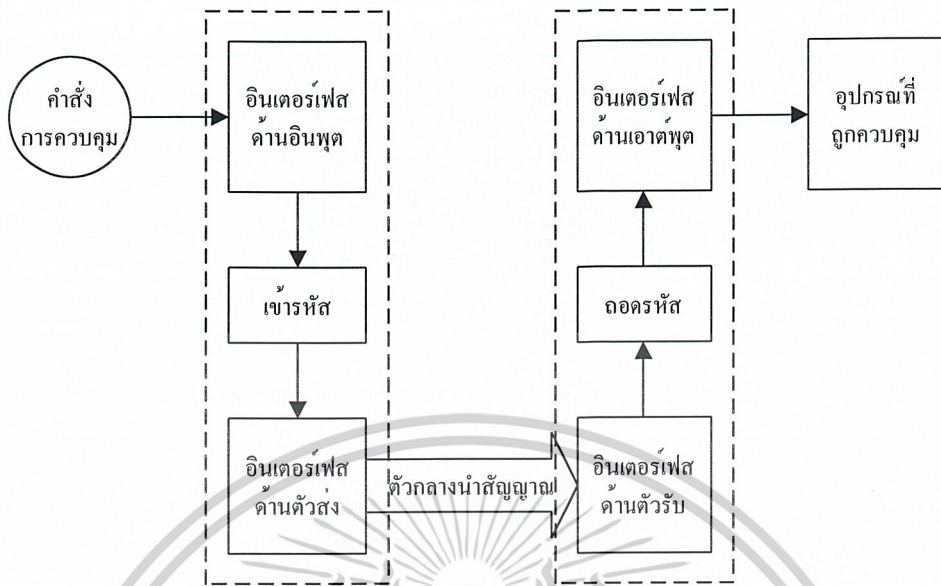 คำสั่ง
การควบคุม
อินเตอร์เฟส
ด้านอินพุต
เข้ารหัส
อินเตอร์เฟส
ด้านตัวส่ง
ตัวกลางนำสัญญาณ
อินเตอร์เฟส
ด้านตัวรับ
ถอดรหัส
อินเตอร์เฟส
ด้านเอาต์พุต
อุปกรณ์ที่
ถูกควบคุม